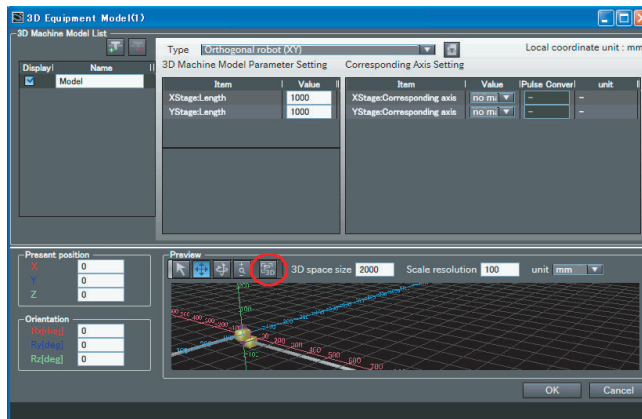 3D Equipment Model(1)
3D Machine Model List
Type Orthogonal robot (XY) Local coordinate unit : mm
Display Name
Model
3D Machine Model Parameter Setting
Item Value
XStage:Length 1000
YStage:Length 1000
Corresponding Axis Setting
Item Value Pulse Conver unit
XStage:Corresponding axis no m - -
YStage:Corresponding axis no m - -
Present position
X 0
Y 0
Z 0
Orientation
Rx[deg] 0
Ry[deg] 0
Rz[deg] 0
Preview
3D 3D space size 2000 Scale resolution 100 unit mm
OK Cancel